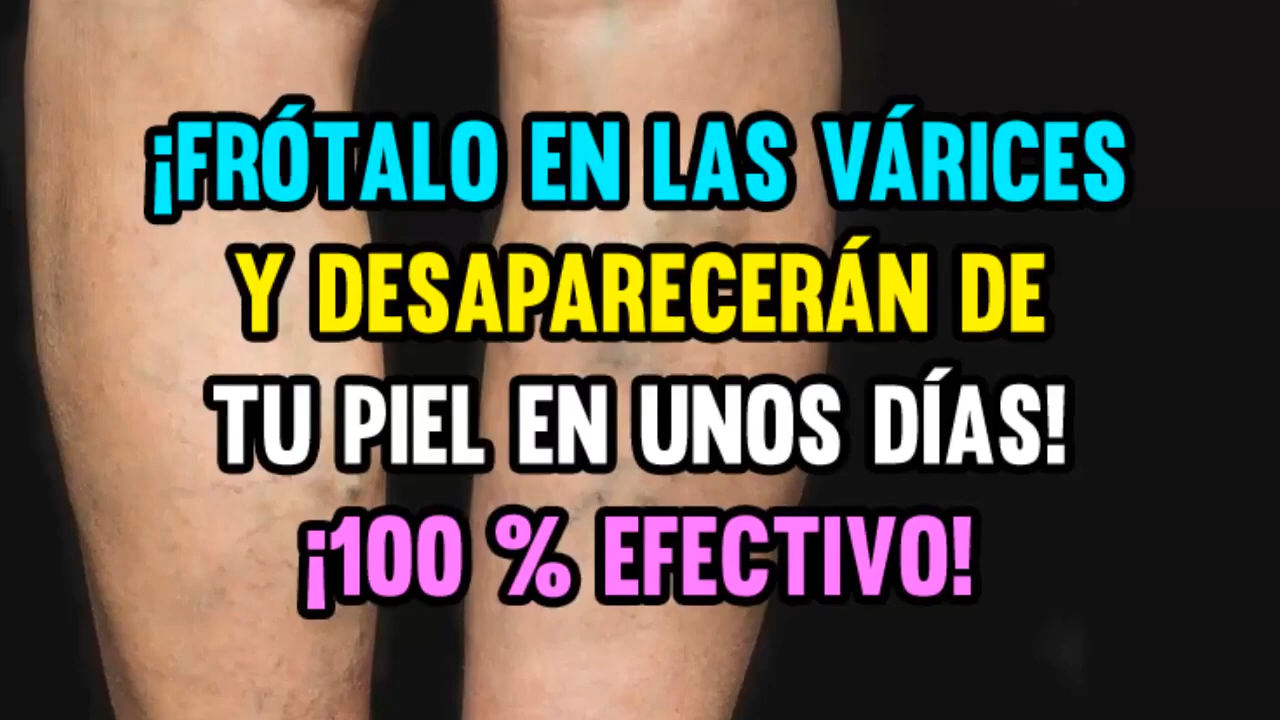 ¡FRÓTALO EN LAS VÁRICES
Y DESAPARECERÁN DE
TU PIEL EN UNOS DÍAS!
¡100 % EFECTIVO!